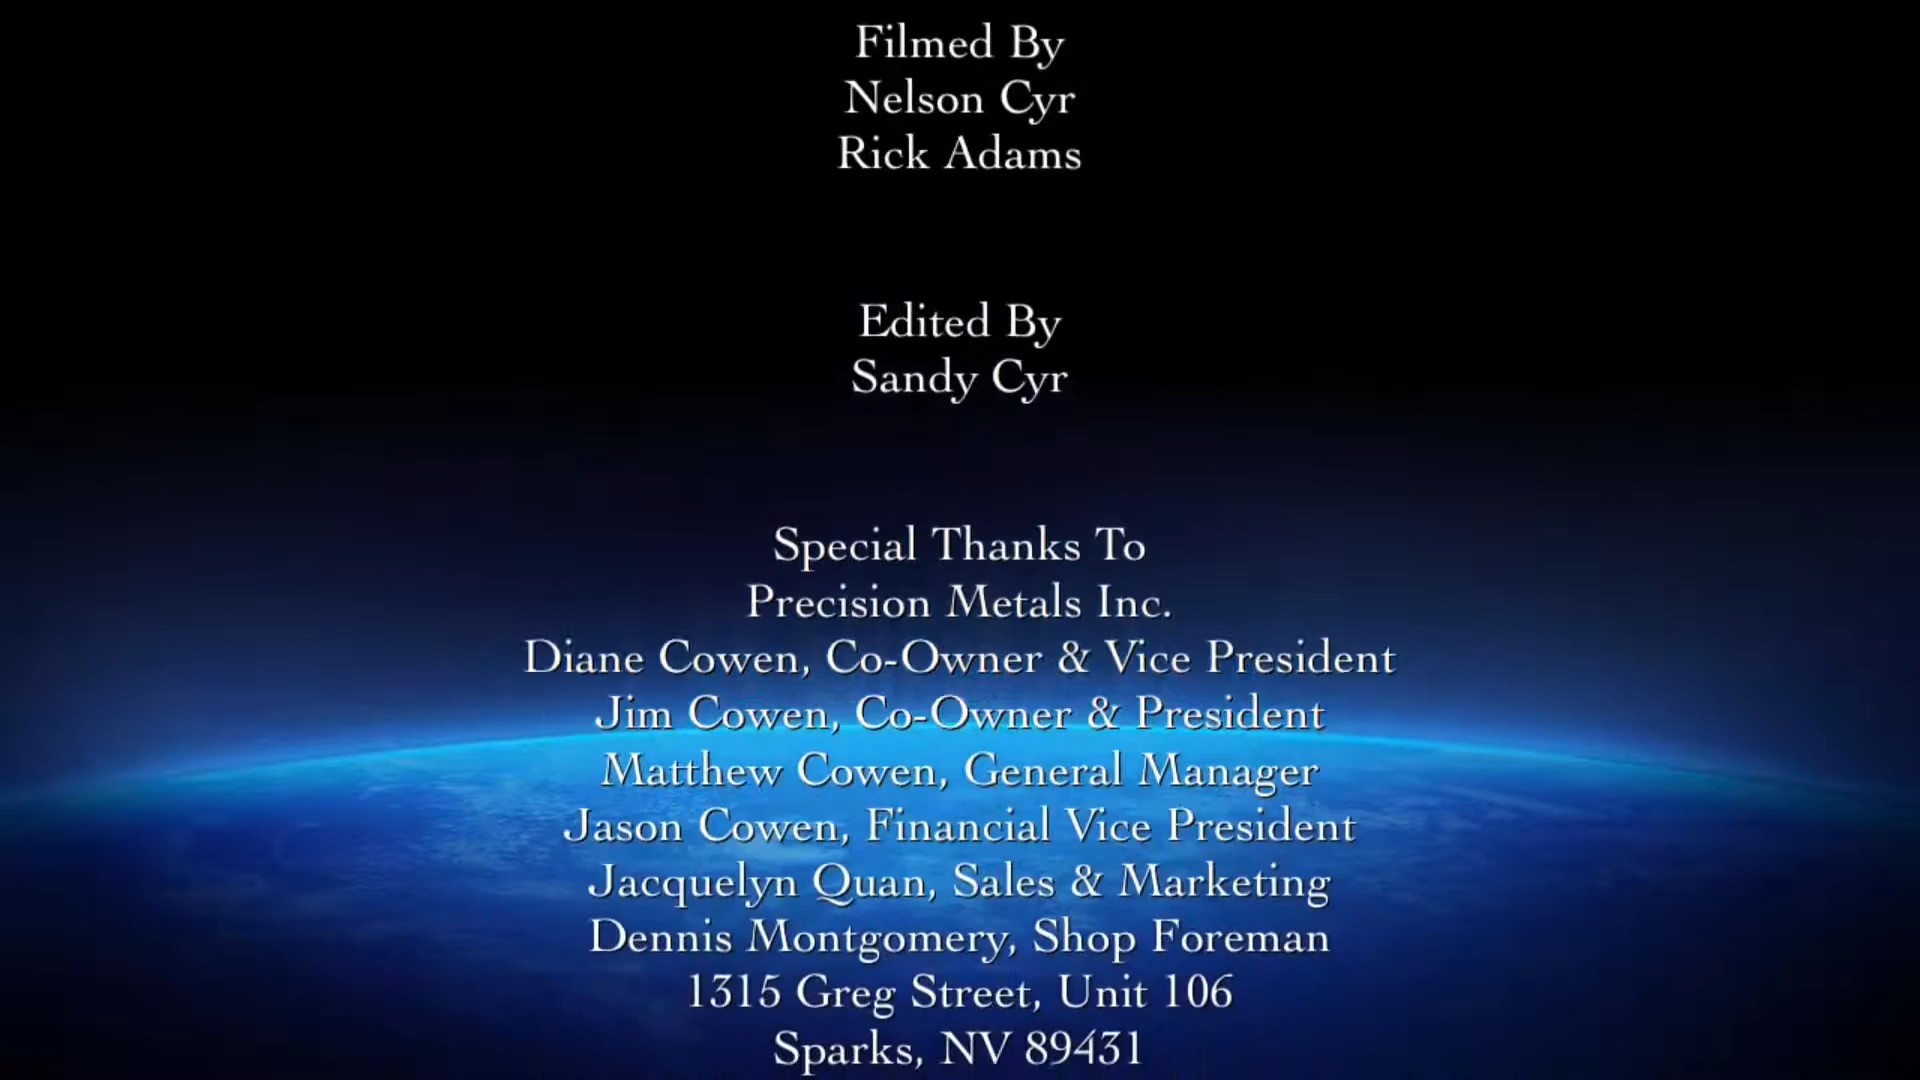 Filmed By
Nelson Cyr
Rick Adams
Edited By
Sandy Cyr
Special Thanks To
Precision Metals Inc.
Diane Cowen, Co-Owner & Vice President
Jim Cowen, Co-Owner & President
Matthew Cowen, General Manager
Jason Cowen, Financial Vice President
Jacquelyn Quan, Sales & Marketing
Dennis Montgomery, Shop Foreman
1315 Greg Street, Unit 106
Sparks, NV 89431